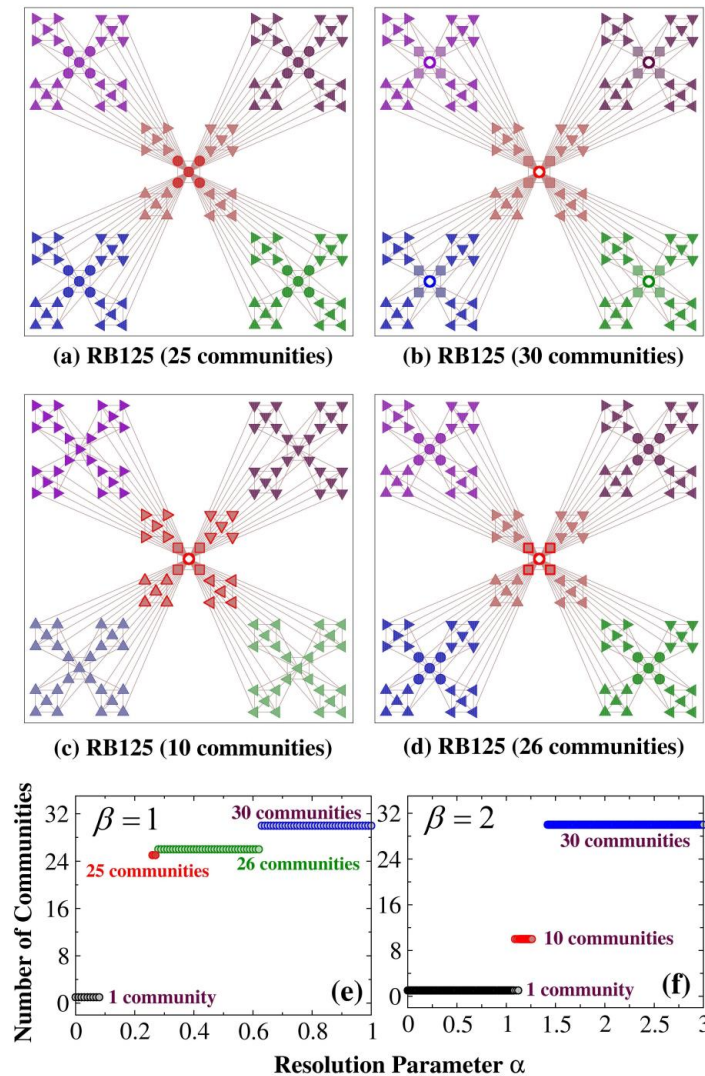 (a) RB125 (25 communities)
(b) RB125 (30 communities)
(c) RB125 (10 communities)
(d) RB125 (26 communities)
Number of Communities
32
24
16
8
0
β = 1
30 communities
25 communities
26 communities
1 community
(e)
0
0.2
0.4
0.6
0.8
1
32
24
16
8
0
β = 2
30 communities
10 communities
1 community
(f)
0
0.5
1
1.5
2
2.5
3
Resolution Parameter α